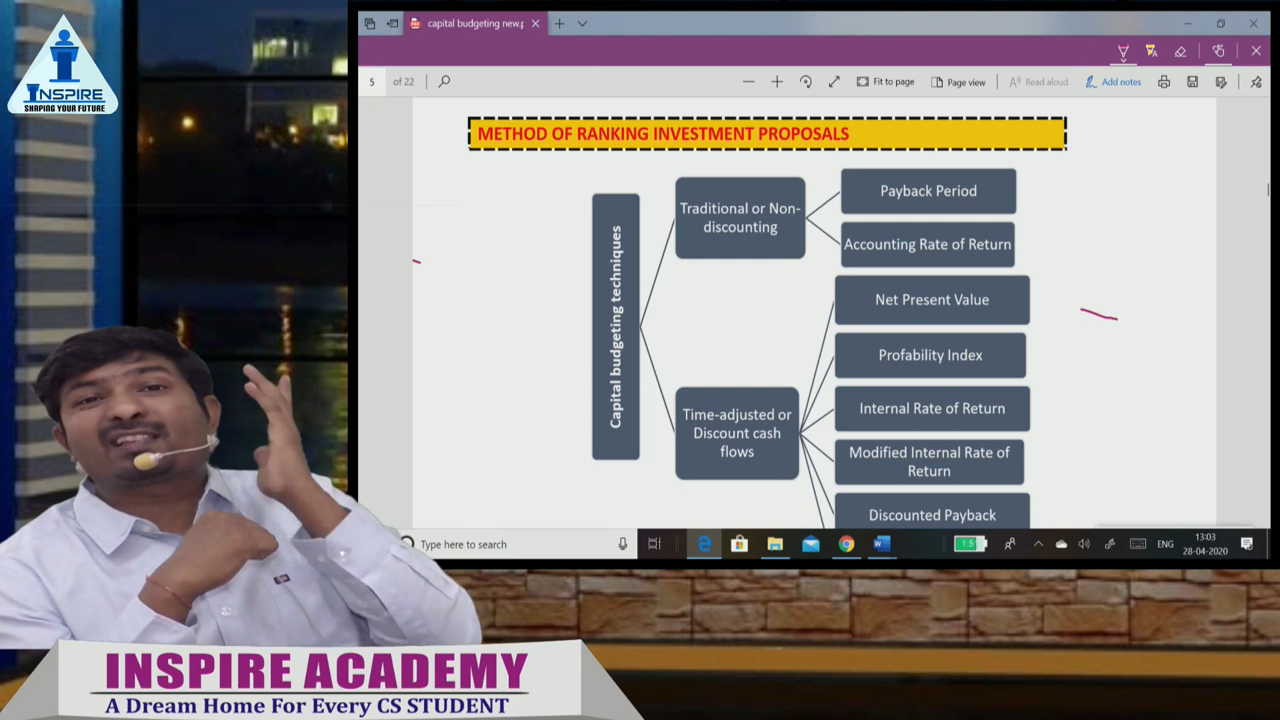 INSPIRE
SHAPING YOUR FUTURE
capital budgeting new.p
5 of 22
Fit to page
Page view
Read aloud
Add notes
METHOD OF RANKING INVESTMENT PROPOSALS
Capital budgeting techniques
Traditional or Non-
discounting
Payback Period
Accounting Rate of Return
Time-adjusted or
Discount cash
flows
Net Present Value
Profability Index
Internal Rate of Return
Modified Internal Rate of
Return
Discounted Payback
Type here to search
ENG
13:03
28-04-2020
INSPIRE ACADEMY
A Dream Home For Every CS STUDENT